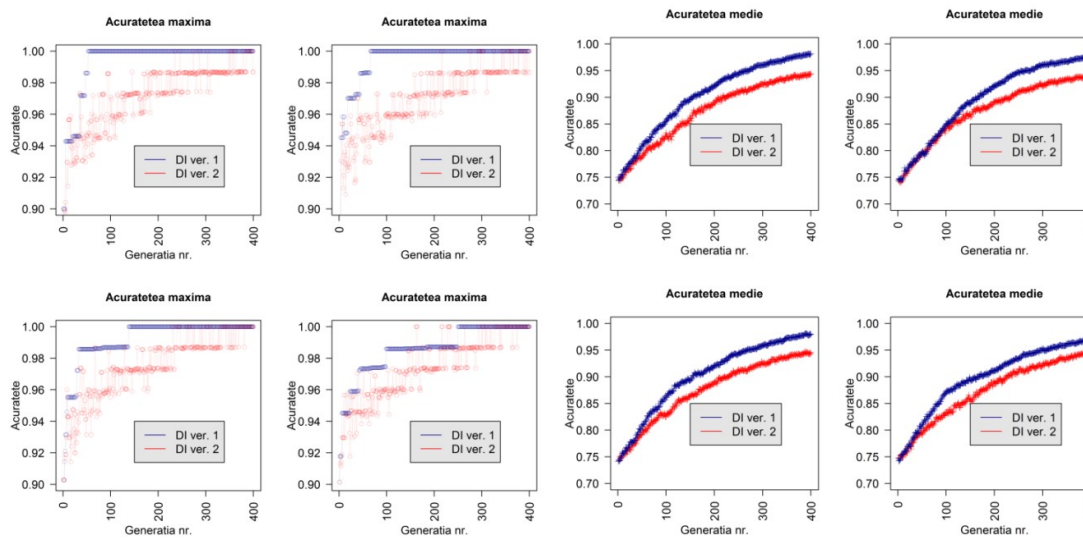 Acuratetea maxima
1.00
0.98
0.96
0.94
0.92
0.90
Acuratete
DI ver. 1
DI ver. 2
0
100
200
300
400
Generatia nr.
Acuratetea maxima
1.00
0.98
0.96
0.94
0.92
0.90
Acuratete
DI ver. 1
DI ver. 2
0
100
200
300
400
Generatia nr.
Acuratetea medie
1.00
0.95
0.90
0.85
0.80
0.75
0.70
Acuratete
DI ver. 1
DI ver. 2
0
100
200
300
400
Generatia nr.
Acuratetea medie
1.00
0.95
0.90
0.85
0.80
0.75
0.70
Acuratete
DI ver. 1
DI ver. 2
0
100
200
300
Generatia nr.
Acuratetea maxima
1.00
0.98
0.96
0.94
0.92
0.90
Acuratete
DI ver. 1
DI ver. 2
0
100
200
300
400
Generatia nr.
Acuratetea maxima
1.00
0.98
0.96
0.94
0.92
0.90
Acuratete
DI ver. 1
DI ver. 2
0
100
200
300
400
Generatia nr.
Acuratetea medie
1.00
0.95
0.90
0.85
0.80
0.75
0.70
Acuratete
DI ver. 1
DI ver. 2
0
100
200
300
400
Generatia nr.
Acuratetea medie
1.00
0.95
0.90
0.85
0.80
0.75
0.70
Acuratete
DI ver. 1
DI ver. 2
0
100
200
300
Generatia nr.